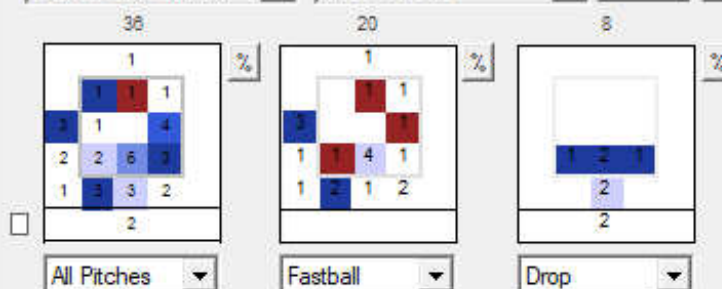 36 20 8
1 1
% % %
1 1 1 1 1
3 1 4 3 1
2 2 6 3 1 1 4 1 1 2 1
1 3 3 2 1 2 1 2 2
2 2
All Pitches Fastball Drop